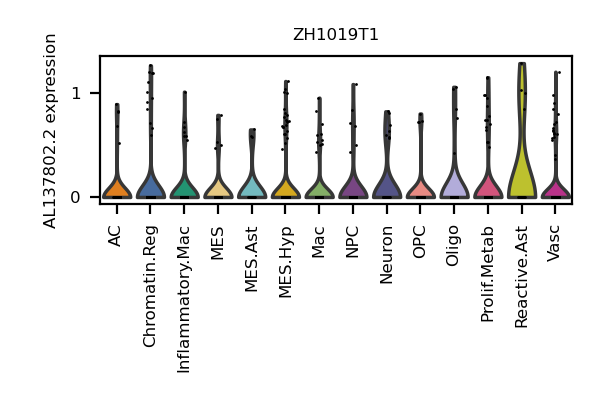 ZH1019T1
AL137802.2 expression
1
0
AC
Chromatin.Reg
Inflammatory.Mac
MES
MES.Ast
MES.Hyp
Mac
NPC
Neuron
OPC
Oligo
Prolif.Metab
Reactive.Ast
Vasc